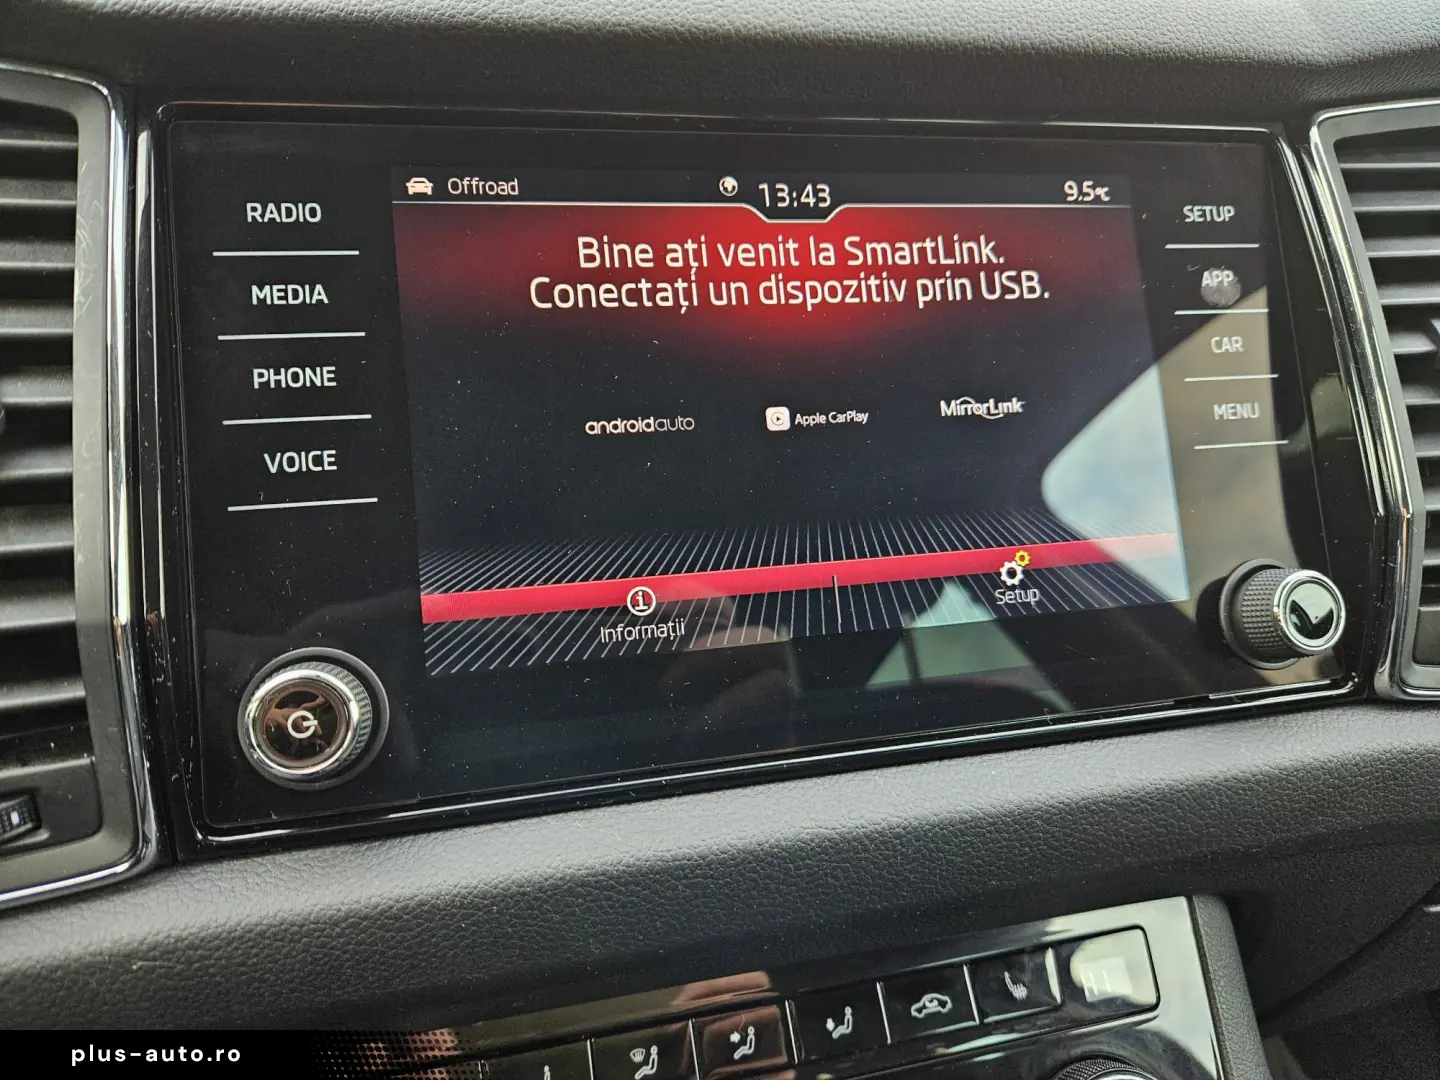 Offroad
13:43
9.5°C
RADIO
MEDIA
PHONE
VOICE
Bine ați venit la SmartLink.
Conectați un dispozitiv prin USB.
androidauto
Apple CarPlay
MirrorLink
Informații
Setup
SETUP
APP
CAR
MENU
plus-auto.ro